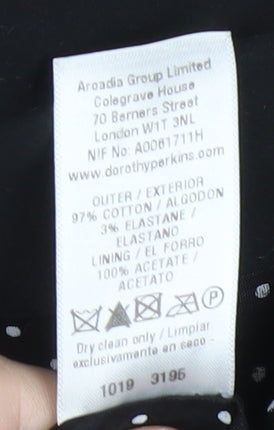 Arcadia Group Limited
Colegrave House
70 Berners Street
London W1T 3NL
NIF No: A0061711H
www.dorothyperkins.com
OUTER / EXTERIOR
97% COTTON / ALGODON
3% ELASTANE /
ELASTANO
LINING / EL FORRO
100% ACETATE /
ACETATO
P
Dry clean only / Limpiar
exclusivamente en seco -
1019 3195